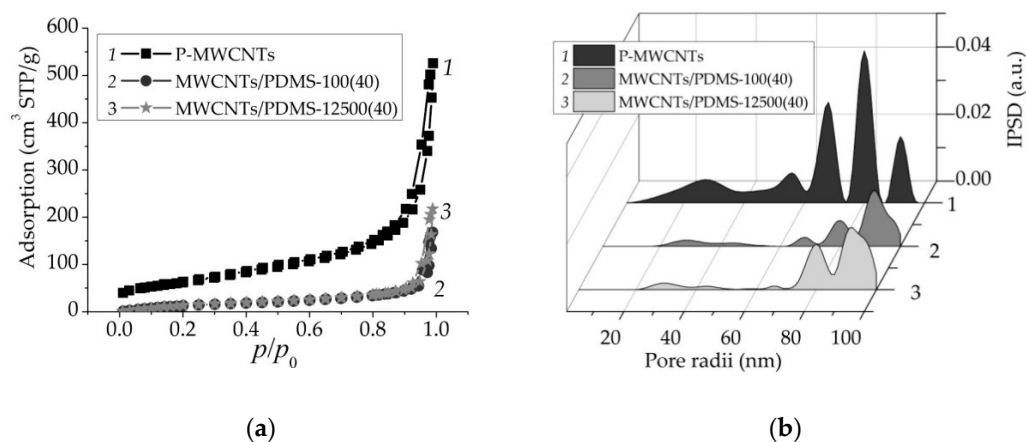 600
500
400
300
200
100
0
Adsorption (cm³ STP/g)
1 P-MWCNTs
2 MWCNTs/PDMS-100(40)
3 MWCNTs/PDMS-12500(40)
1
3
2
0.0 0.2 0.4 0.6 0.8 1.0
p/p₀
(a)
1 P-MWCNTs
2 MWCNTs/PDMS-100(40)
3 MWCNTs/PDMS-12500(40)
0.04
0.02
0.00
IPSD (a.u.)
1
2
3
20 40 60 80 100
Pore radii (nm)
(b)